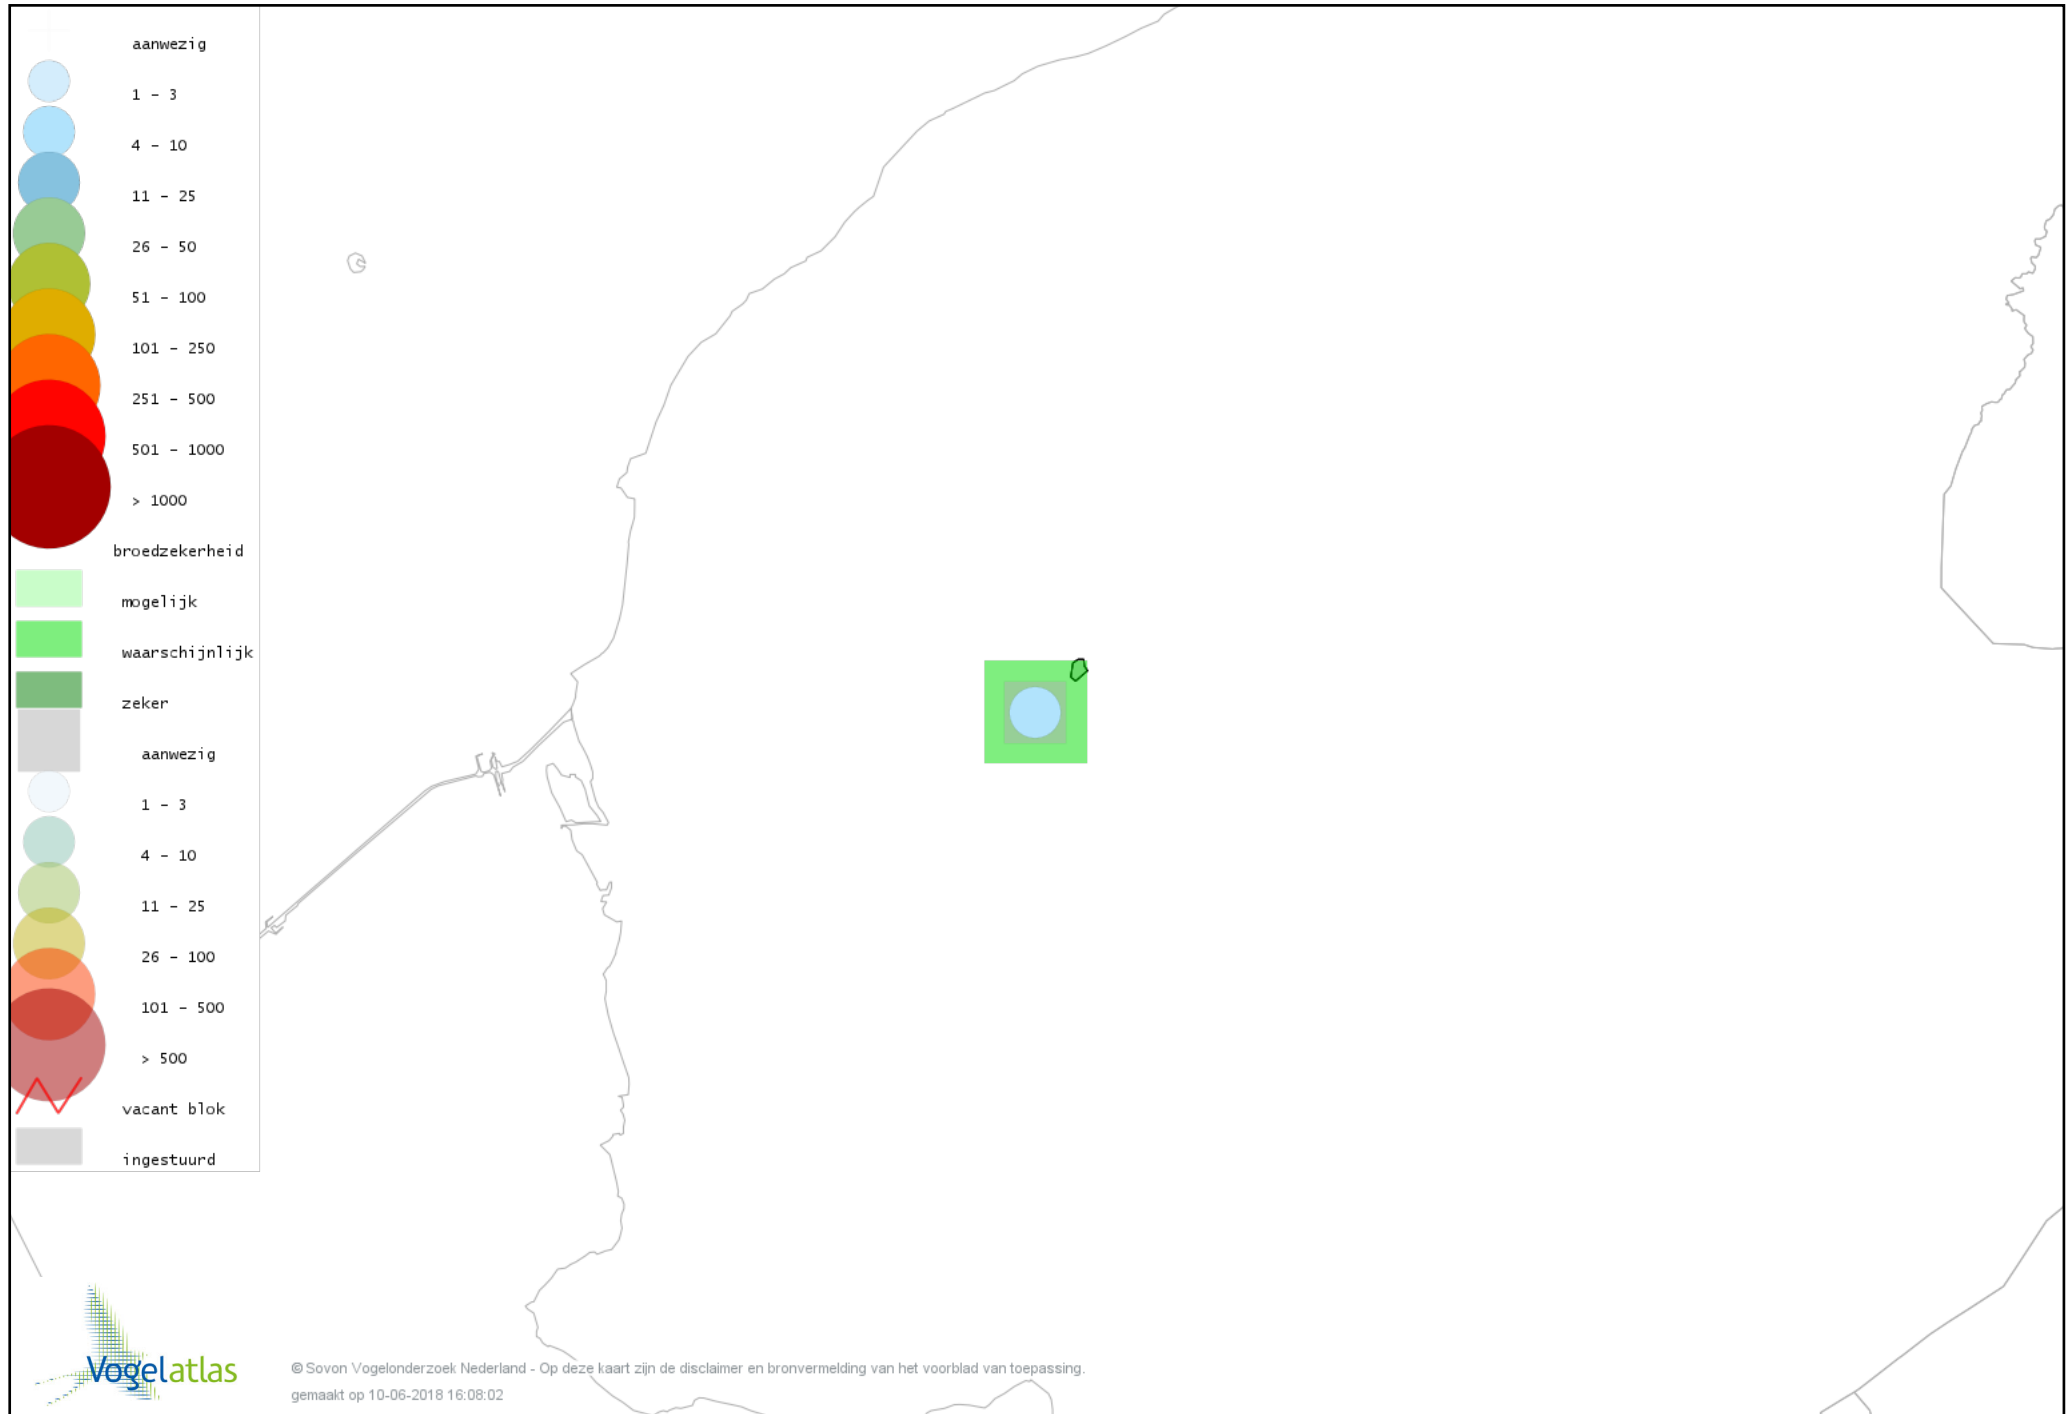 aanwezig
1 - 3
4 - 10
11 - 25
26 - 50
51 - 100
101 - 250
251 - 500
501 - 1000
> 1000
broedzekerheid
mogelijk
waarschijnlijk
zeker
aanwezig
1 - 3
4 - 10
11 - 25
26 - 100
101 - 500
> 500
vacant blok
ingestuurd
Vogelatlas
© Sovon Vogelonderzoek Nederland - Op deze kaart zijn de disclaimer en bronvermelding van het voorblad van toepassing.
gemaakt op 10-06-2018 16:08:02